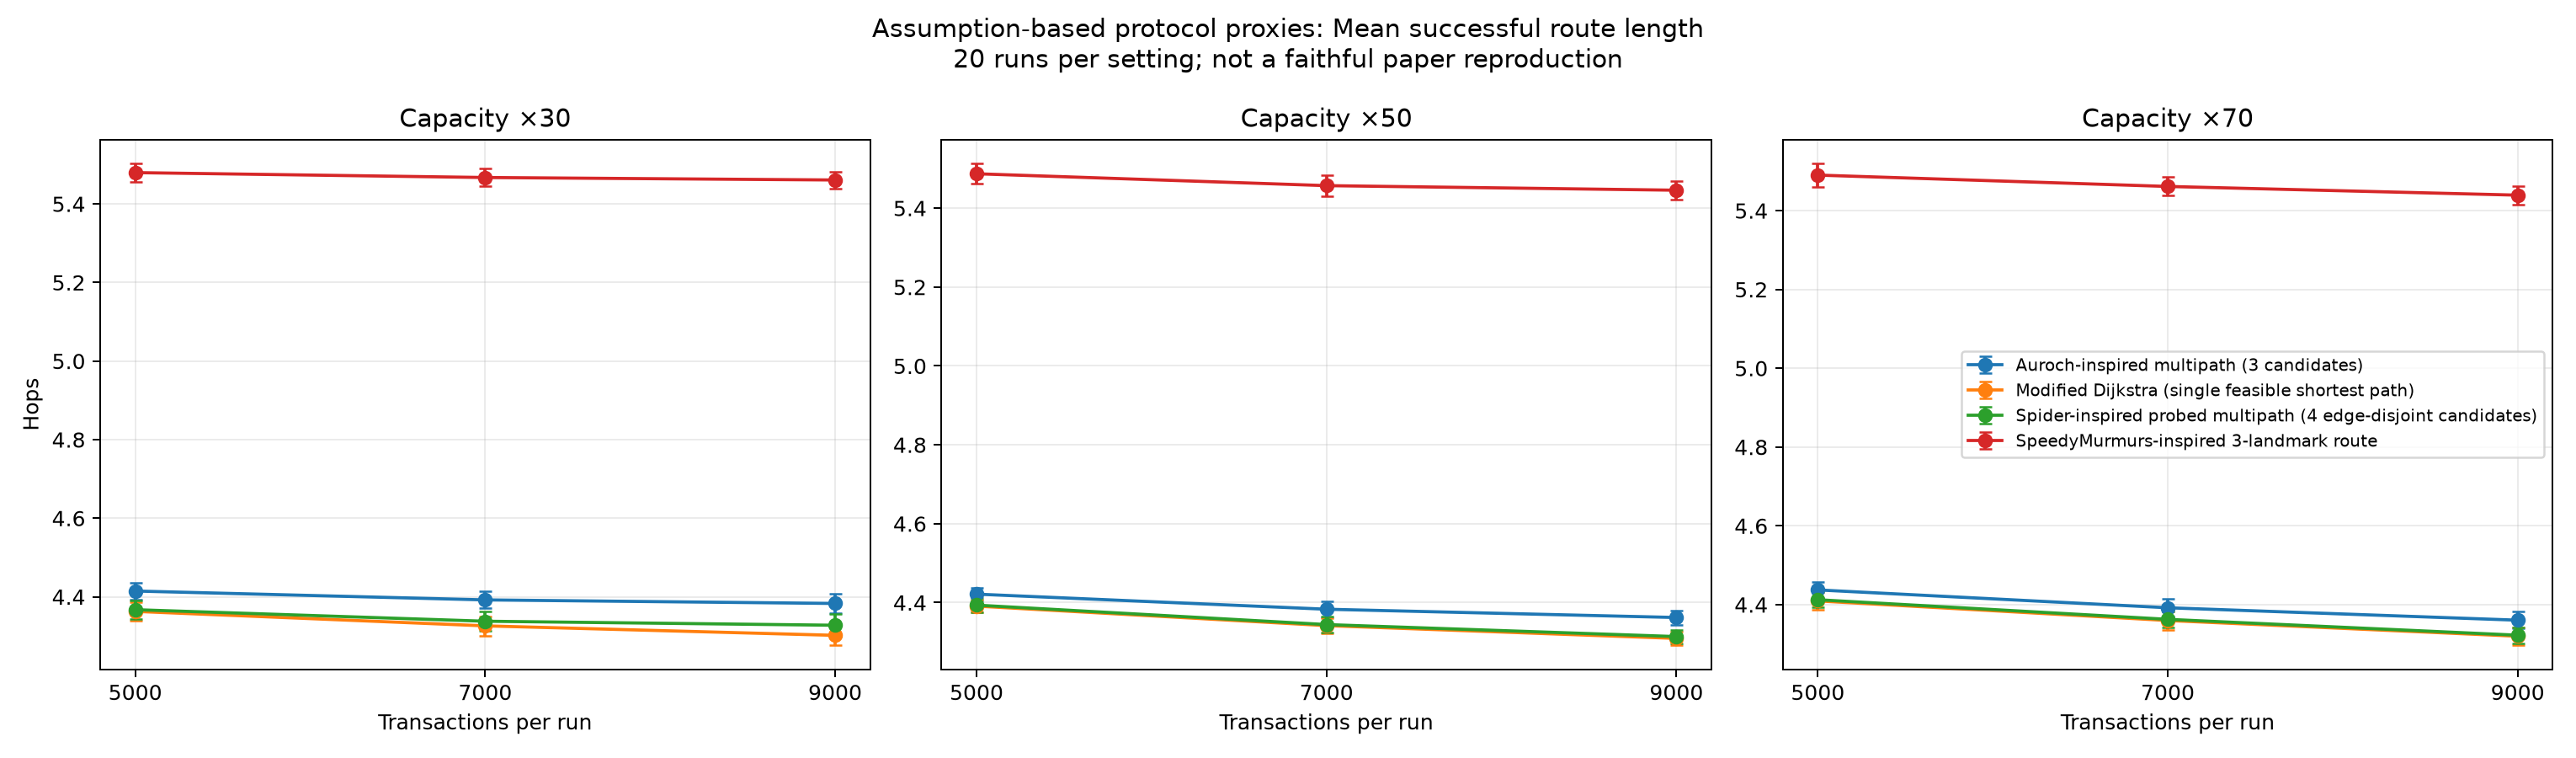 Assumption-based protocol proxies: Mean successful route length
20 runs per setting; not a faithful paper reproduction
Capacity ×30
Hops
5.4
5.2
5.0
4.8
4.6
4.4
5000
7000
9000
Transactions per run
Capacity ×50
5.4
5.2
5.0
4.8
4.6
4.4
5000
7000
9000
Transactions per run
Capacity ×70
5.4
5.2
5.0
4.8
4.6
4.4
Auroch-inspired multipath (3 candidates)
Modified Dijkstra (single feasible shortest path)
Spider-inspired probed multipath (4 edge-disjoint candidates)
SpeedyMurmurs-inspired 3-landmark route
5000
7000
9000
Transactions per run